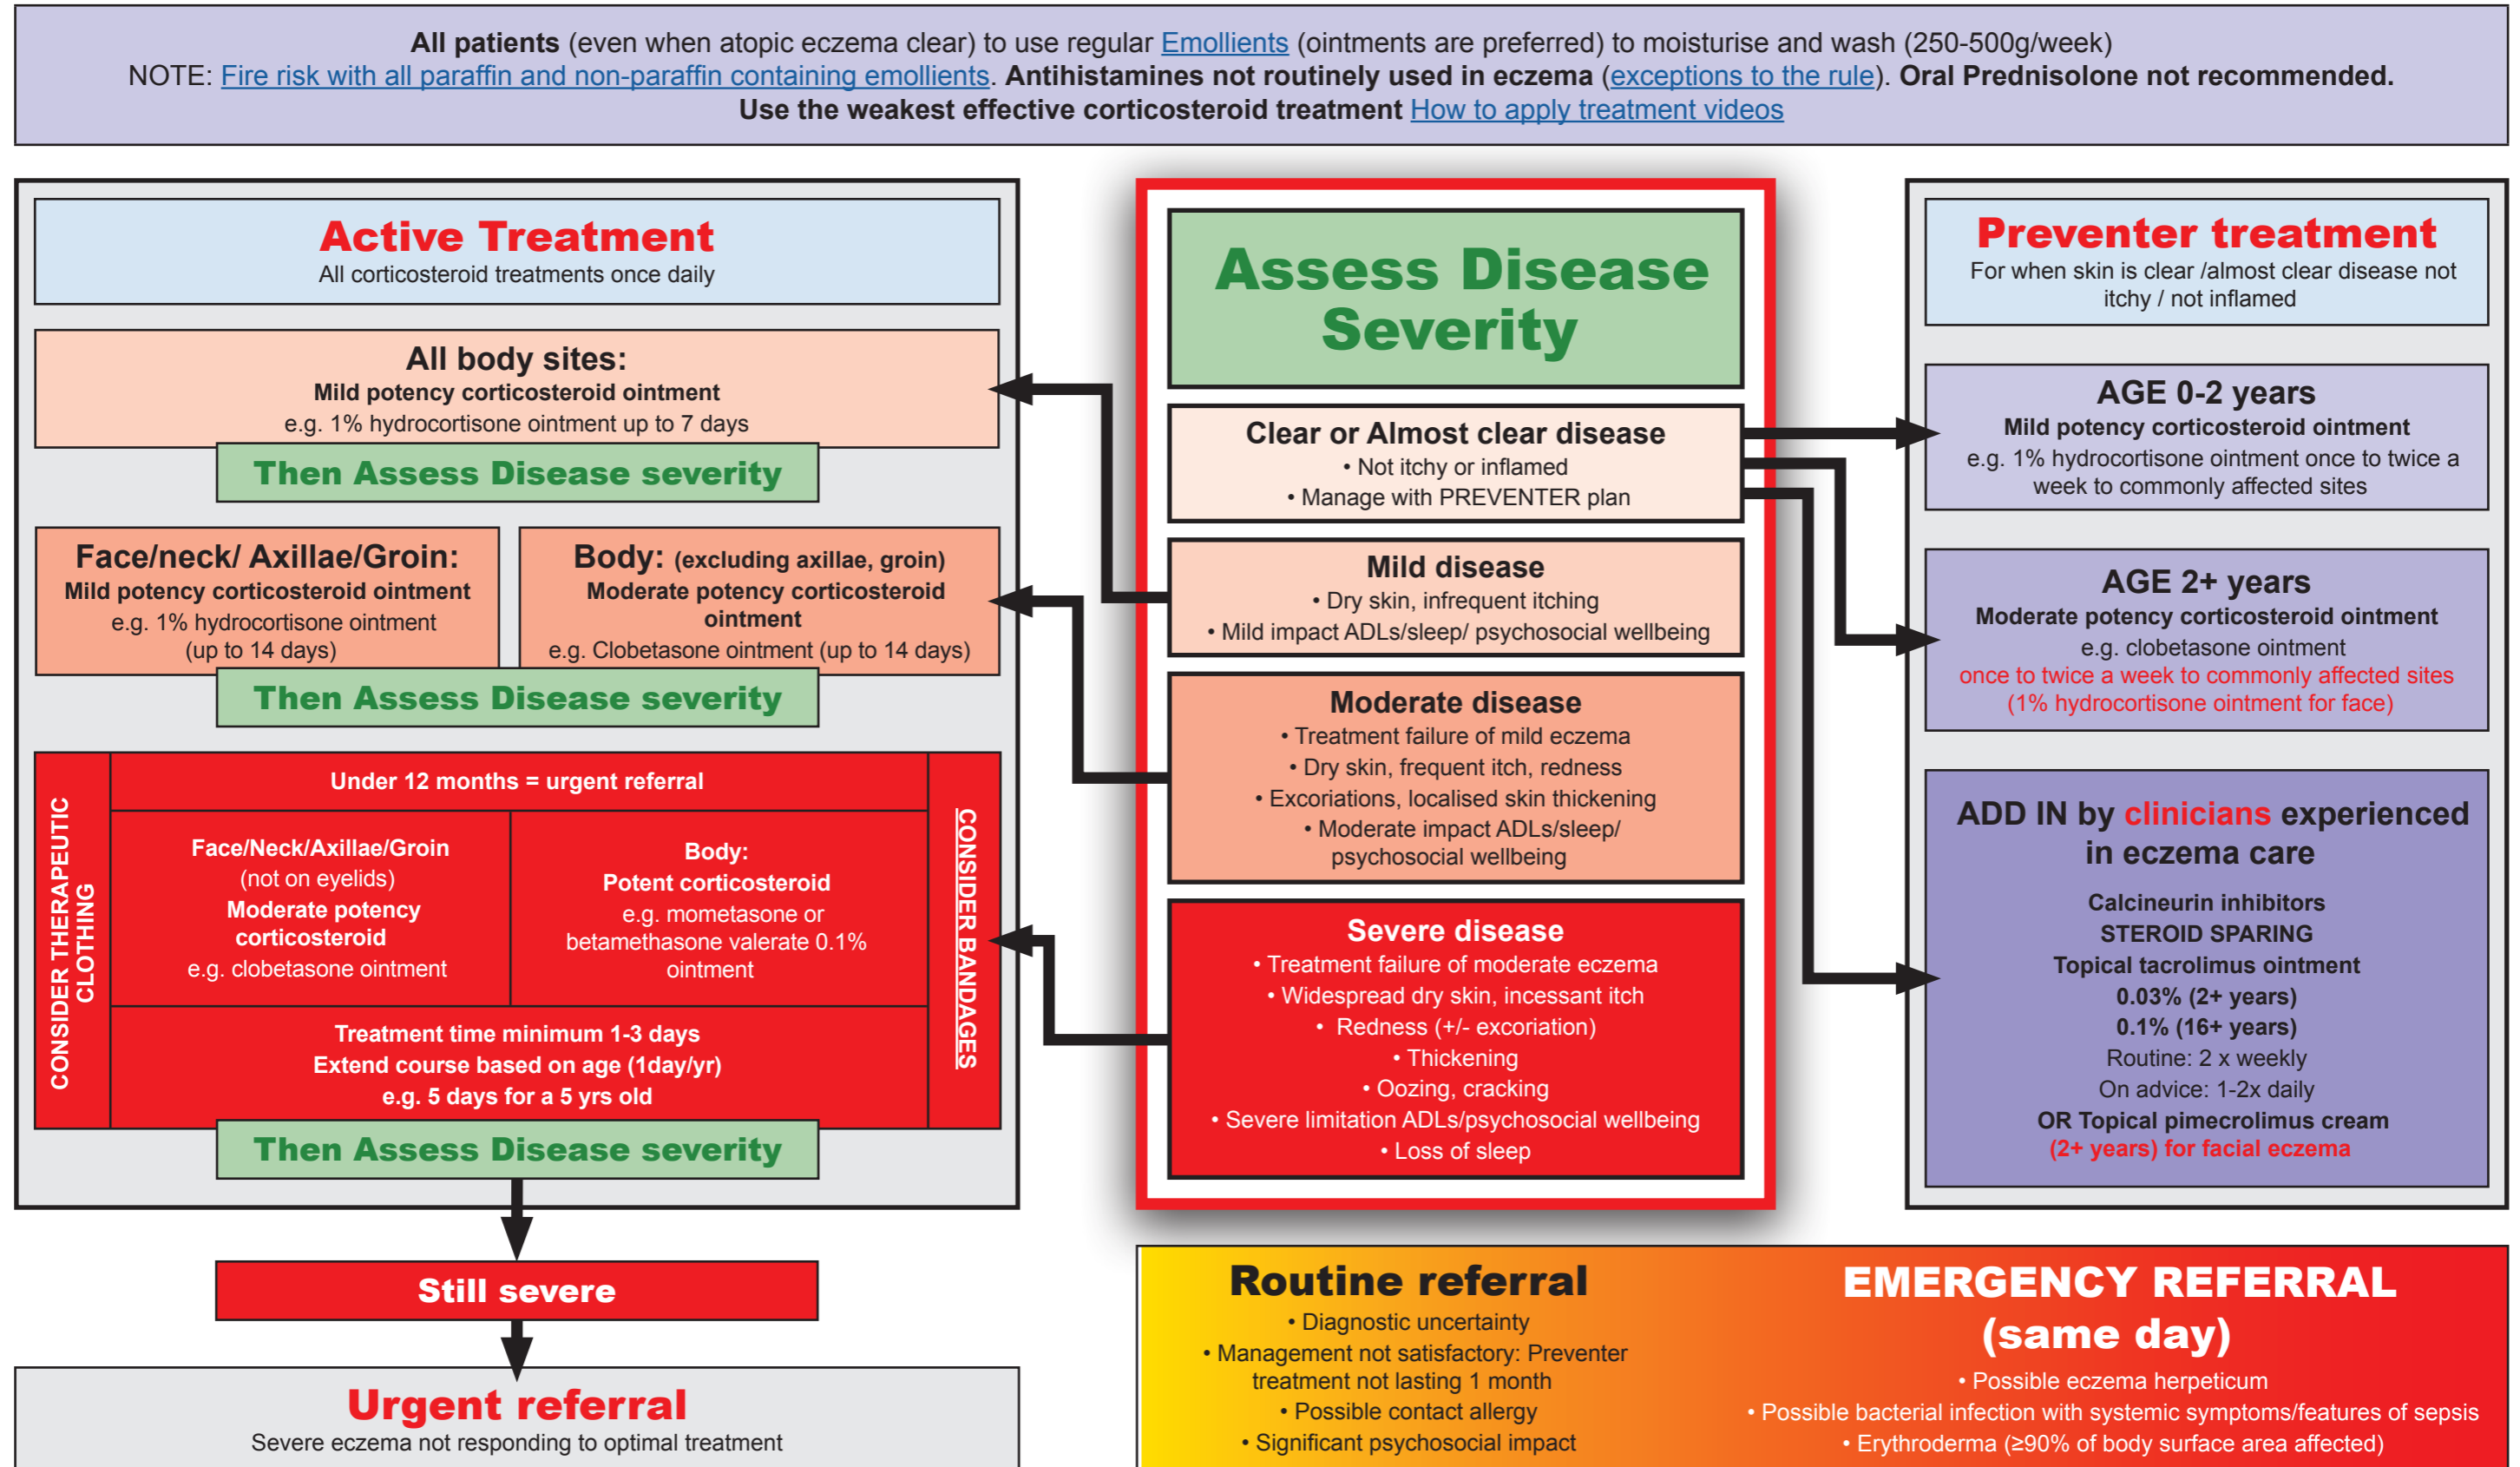 All patients (even when atopic eczema clear) to use regular Emollients (ointments are preferred) to moisturise and wash (250-500g/week)
NOTE: Fire risk with all paraffin and non-paraffin containing emollients. Antihistamines not routinely used in eczema (exceptions to the rule). Oral Prednisolone not recommended.
Use the weakest effective corticosteroid treatment How to apply treatment videos
Active Treatment
All corticosteroid treatments once daily
All body sites:
Mild potency corticosteroid ointment
e.g. 1% hydrocortisone ointment up to 7 days
Then Assess Disease severity
Face/neck/ Axillae/Groin:
Mild potency corticosteroid ointment
e.g. 1% hydrocortisone ointment
(up to 14 days)
Body: (excluding axillae, groin)
Moderate potency corticosteroid
ointment
e.g. Clobetasone ointment (up to 14 days)
Then Assess Disease severity
CONSIDER THERAPEUTIC
CLOTHING
Under 12 months = urgent referral
Face/Neck/Axillae/Groin
(not on eyelids)
Moderate potency
corticosteroid
e.g. clobetasone ointment
Body:
Potent corticosteroid
e.g. mometasone or
betamethasone valerate 0.1%
ointment
Treatment time minimum 1-3 days
Extend course based on age (1day/yr)
e.g. 5 days for a 5 yrs old
CONSIDER BANDAGES
Then Assess Disease severity
Still severe
Urgent referral
Severe eczema not responding to optimal treatment
Assess Disease
Severity
Clear or Almost clear disease
• Not itchy or inflamed
• Manage with PREVENTER plan
Mild disease
• Dry skin, infrequent itching
• Mild impact ADLs/sleep/ psychosocial wellbeing
Moderate disease
• Treatment failure of mild eczema
• Dry skin, frequent itch, redness
• Excoriations, localised skin thickening
• Moderate impact ADLs/sleep/
psychosocial wellbeing
Severe disease
• Treatment failure of moderate eczema
• Widespread dry skin, incessant itch
• Redness (+/- excoriation)
• Thickening
• Oozing, cracking
• Severe limitation ADLs/psychosocial wellbeing
• Loss of sleep
Preventer treatment
For when skin is clear /almost clear disease not
itchy / not inflamed
AGE 0-2 years
Mild potency corticosteroid ointment
e.g. 1% hydrocortisone ointment once to twice a
week to commonly affected sites
AGE 2+ years
Moderate potency corticosteroid ointment
e.g. clobetasone ointment
once to twice a week to commonly affected sites
(1% hydrocortisone ointment for face)
ADD IN by clinicians experienced
in eczema care
Calcineurin inhibitors
STEROID SPARING
Topical tacrolimus ointment
0.03% (2+ years)
0.1% (16+ years)
Routine: 2 x weekly
On advice: 1-2x daily
OR Topical pimecrolimus cream
(2+ years) for facial eczema
Routine referral
• Diagnostic uncertainty
• Management not satisfactory: Preventer
treatment not lasting 1 month
• Possible contact allergy
• Significant psychosocial impact
EMERGENCY REFERRAL
(same day)
• Possible eczema herpeticum
• Possible bacterial infection with systemic symptoms/features of sepsis
• Erythroderma (≥90% of body surface area affected)